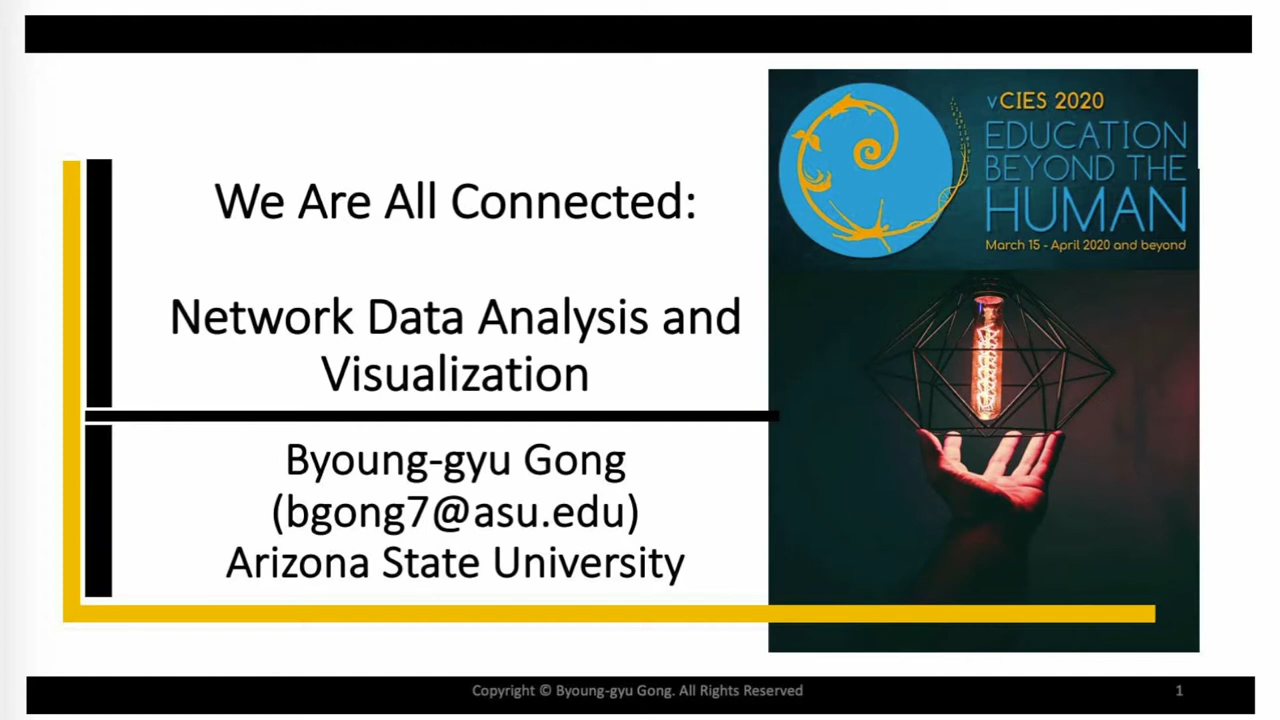 We Are All Connected:
Network Data Analysis and
Visualization
Byoung-gyu Gong
(bgong7@asu.edu)
Arizona State University
vCIES 2020
EDUCATION
BEYOND THE
HUMAN
March 15 - April 2020 and beyond
Copyright © Byoung-gyu Gong. All Rights Reserved
1